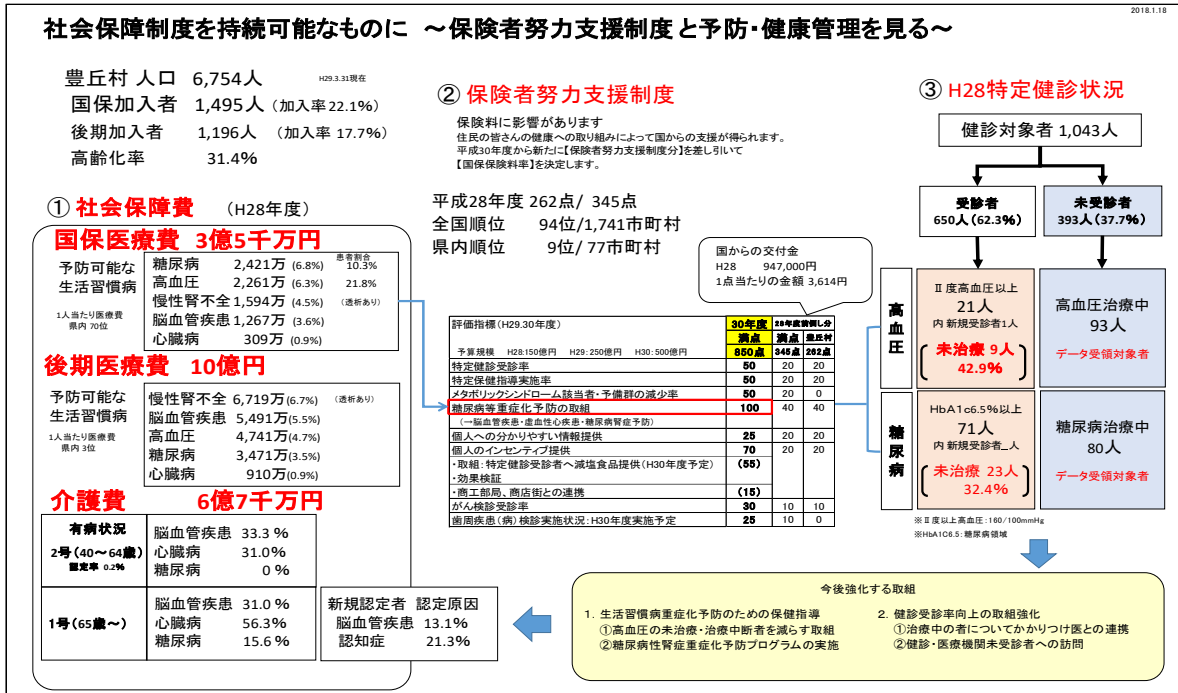 2018.1.18
社会保障制度を持続可能なものに ~保険者努力支援制度と予防・健康管理を見る~
豊丘村 人口 6,754人 H29.3.31現在
国保加入者 1,495人 (加入率22.1%)
後期加入者 1,196人 (加入率 17.7%)
高齢化率 31.4%
① 社会保障費 (H28年度)
国保医療費 3億5千万円
予防可能な
生活習慣病
1人当たり医療費
県内 70位
患者割合
糖尿病 2,421万 (6.8%) 10.3%
高血圧 2,261万 (6.3%) 21.8%
慢性腎不全 1,594万 (4.5%) (透析あり)
脳血管疾患 1,267万 (3.6%)
心臓病 309万 (0.9%)
後期医療費 10億円
予防可能な
生活習慣病
1人当たり医療費
県内 3位
慢性腎不全 6,719万(6.7%) (透析あり)
脳血管疾患 5,491万(5.5%)
高血圧 4,741万(4.7%)
糖尿病 3,471万(3.5%)
心臓病 910万(0.9%)
介護費 6億7千万円
有病状況
2号(40~64歳)
認定率 0.2%
脳血管疾患 33.3 %
心臓病 31.0%
糖尿病 0 %
1号(65歳~)
脳血管疾患 31.0 %
心臓病 56.3%
糖尿病 15.6 %
新規認定者 認定原因
脳血管疾患 13.1%
認知症 21.3%
② 保険者努力支援制度
保険料に影響があります
住民の皆さんの健康への取り組みによって国からの支援が得られます。
平成30年度から新たに【保険者努力支援制度分】を差し引いて
【国保保険料率】を決定します。
平成28年度 262点/ 345点
全国順位 94位/1,741市町村
県内順位 9位/ 77市町村
国からの交付金
H28 947,000円
1点当たりの金額 3,614円
評価指標(H29.30年度) 30年度 28年度前倒し分
満点 満点 豊丘村
予算規模 H28:150億円 H29:250億円 H30:500億円 850点 345点 262点
特定健診受診率 50 20 20
特定保健指導実施率 50 20 20
メタボリックシンドローム該当者・予備群の減少率 50 20 0
糖尿病等重症化予防の取組 100 40 40
(→脳血管疾患・虚血性心疾患・糖尿病腎症予防)
個人への分かりやすい情報提供 25 20 20
個人のインセンティブ提供 70 20 20
・取組:特定健診受診者へ減塩食品提供(H30年度予定) (55)
・効果検証
・商工部局、商店街との連携 (15)
がん検診受診率 30 10 10
歯周疾患(病)検診実施状況:H30年度実施予定 25 10 0
③ H28特定健診状況
健診対象者 1,043人
受診者
650人(62.3%)
未受診者
393人(37.7%)
高血圧
Ⅱ度高血圧以上
21人
内 新規受診者1人
未治療 9人
42.9%
高血圧治療中
93人
データ受領対象者
糖尿病
HbA1c6.5%以上
71人
内 新規受診者_人
未治療 23人
32.4%
糖尿病治療中
80人
データ受領対象者
※Ⅱ度以上高血圧:160/100mmHg
※HbA1C6.5:糖尿病領域
今後強化する取組
1. 生活習慣病重症化予防のための保健指導
①高血圧の未治療・治療中断者を減らす取組
②糖尿病性腎症重症化予防プログラムの実施
2. 健診受診率向上の取組強化
①治療中の者についてかかりつけ医との連携
②健診・医療機関未受診者への訪問